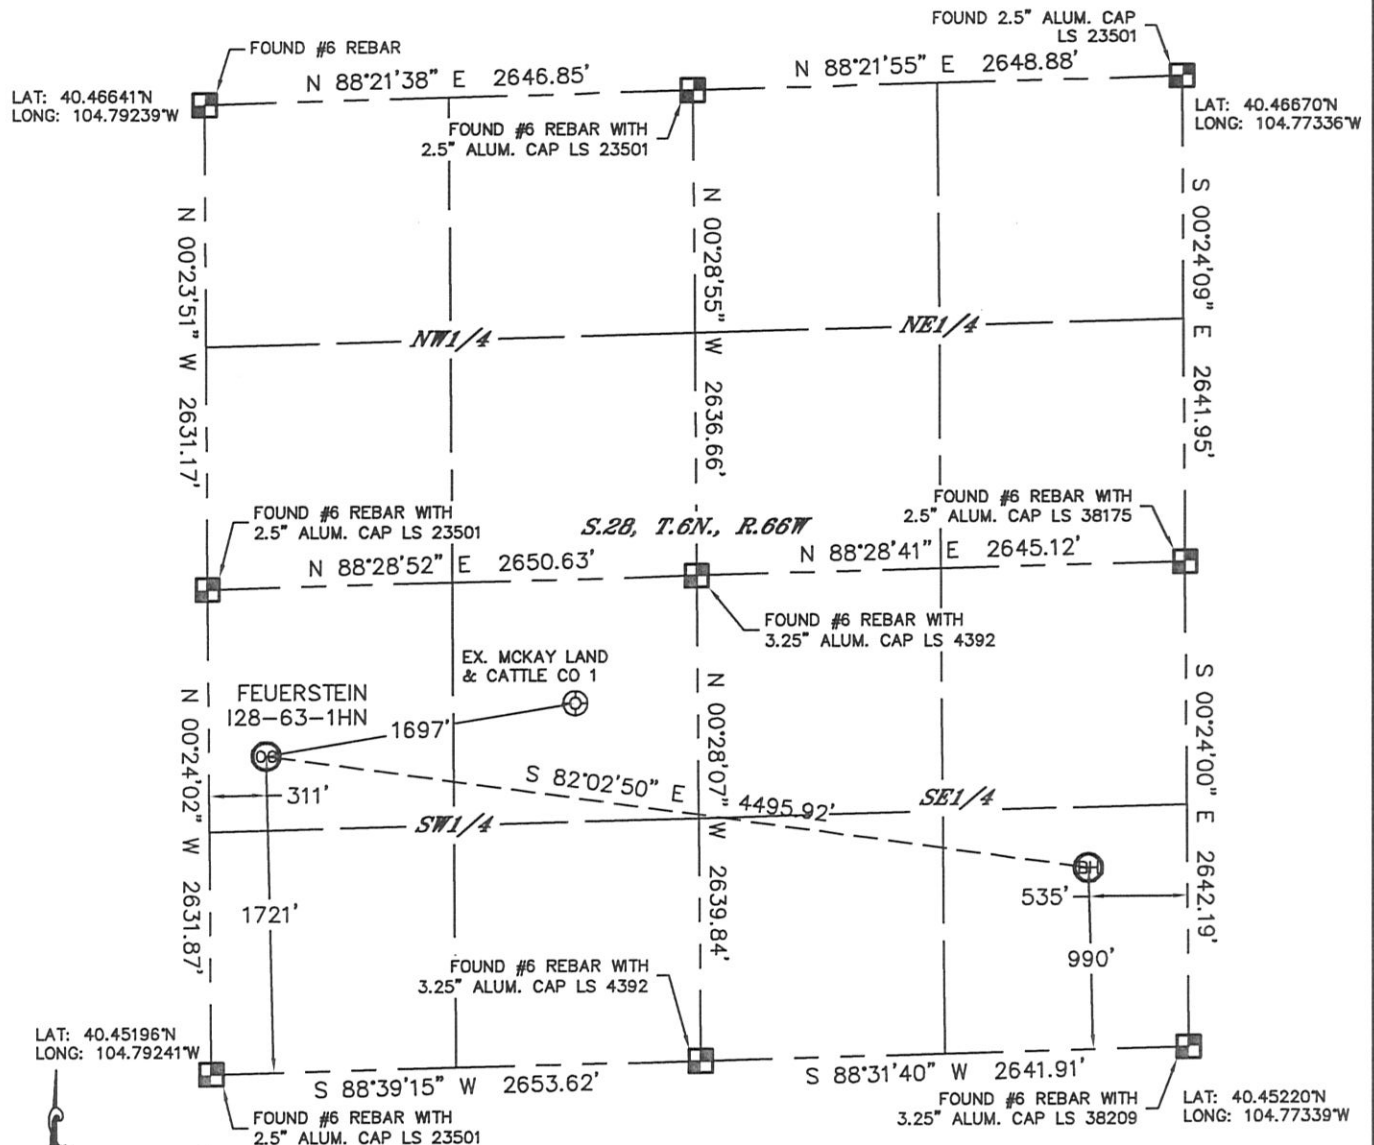 FOUND 2.5" ALUM. CAP
LS 23501
FOUND #6 REBAR
N 88°21'38" E 2646.85'
N 88°21'55" E 2648.88'
LAT: 40.46641°N
LONG: 104.79239°W
LAT: 40.46670°N
LONG: 104.77336°W
FOUND #6 REBAR WITH
2.5" ALUM. CAP LS 23501
N 00°23'51" W 2631.17'
N 00°28'55" W 2636.66'
S 00°24'09" E 2641.95'
NW1/4
NE1/4
FOUND #6 REBAR WITH
2.5" ALUM. CAP LS 23501
S.28, T.6N., R.66W
FOUND #6 REBAR WITH
2.5" ALUM. CAP LS 38175
N 88°28'52" E 2650.63'
N 88°28'41" E 2645.12'
FOUND #6 REBAR WITH
3.25" ALUM. CAP LS 4392
EX. MCKAY LAND
& CATTLE CO 1
FEUERSTEIN
I28-63-1HN
1697'
OG
311'
N 00°24'02" W 2631.87'
N 00°28'07" W 2639.84'
S 00°24'00" E 2642.19'
S 82°02'50" E 4495.92'
SW1/4
SE1/4
BH
535'
1721'
990'
FOUND #6 REBAR WITH
3.25" ALUM. CAP LS 4392
LAT: 40.45196°N
LONG: 104.79241°W
S 88°39'15" W 2653.62'
S 88°31'40" W 2641.91'
FOUND #6 REBAR WITH
2.5" ALUM. CAP LS 23501
FOUND #6 REBAR WITH
3.25" ALUM. CAP LS 38209
LAT: 40.45220°N
LONG: 104.77339°W